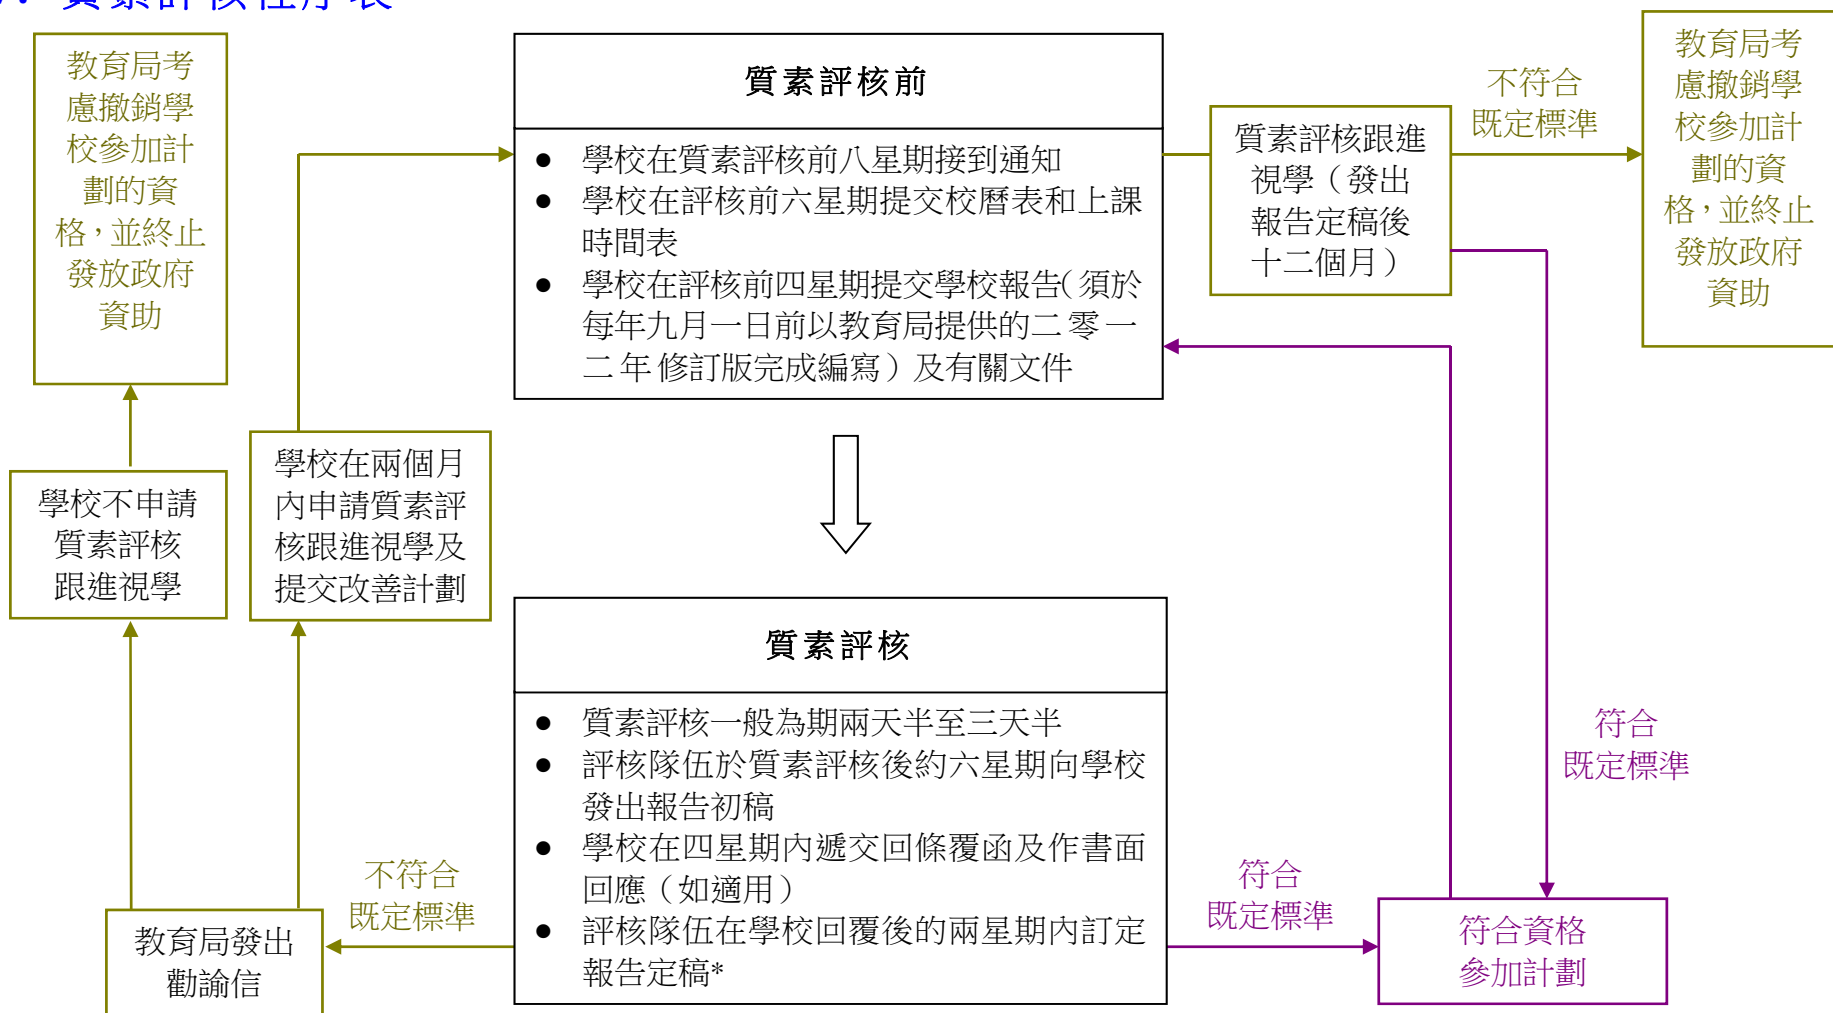 質素評核程序表
教育局考
慮撤銷學
校參加計
劃的資
格，並終止
發放政府
資助
質素評核前
● 學校在質素評核前八星期接到通知
● 學校在評核前六星期提交校曆表和上課
時間表
● 學校在評核前四星期提交學校報告（須於
每年九月一日前以教育局提供的二零一
二年修訂版完成編寫）及有關文件
質素評核跟進
視學（發出
報告定稿後
十二個月）
不符合
既定標準
教育局考
慮撤銷學
校參加計
劃的資
格，並終止
發放政府
資助
學校不申請
質素評核
跟進視學
學校在兩個月
內申請質素評
核跟進視學及
提交改善計劃
質素評核
● 質素評核一般為期兩天半至三天半
● 評核隊伍於質素評核後約六星期向學校
發出報告初稿
● 學校在四星期內遞交回條覆函及作書面
回應（如適用）
● 評核隊伍在學校回覆後的兩星期內訂定
報告定稿*
符合
既定標準
不符合
既定標準
符合
既定標準
教育局發出
勸諭信
符合資格
參加計劃